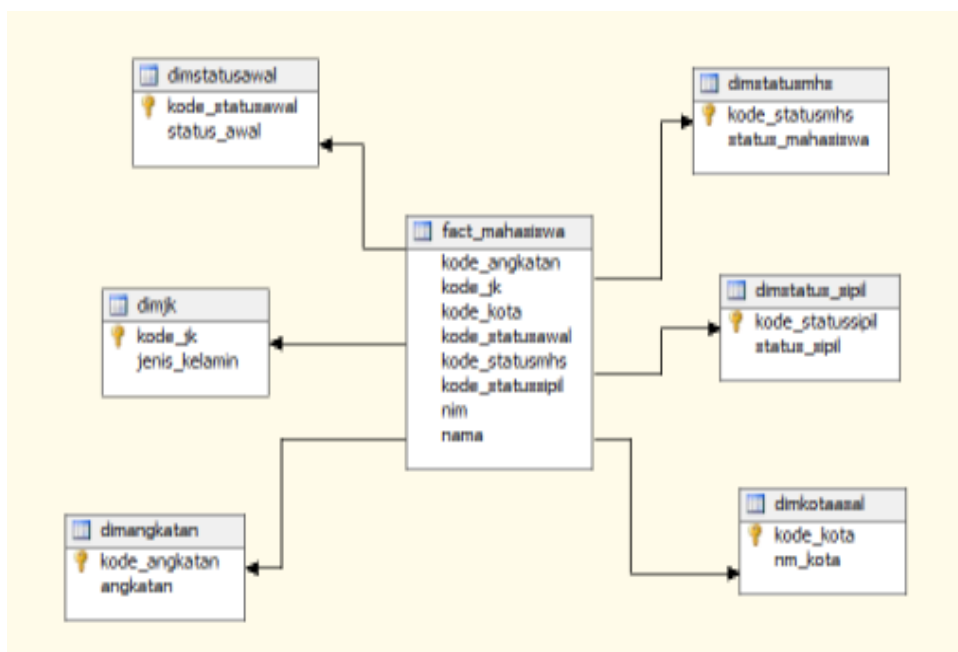 dimstatusawal
kode_statusawal
status_awal
dimstatusmhs
kode_statusmhs
status_mahasiswa
fact_mahasiswa
kode_angkatan
kode_jk
kode_kota
kode_statusawal
kode_statusmhs
kode_statussipil
nim
nama
dimjk
kode_jk
jenis_kelamin
dimstatus_sipil
kode_statussipil
status_sipil
dimangkatan
kode_angkatan
angkatan
dimkotaasal
kode_kota
nm_kota